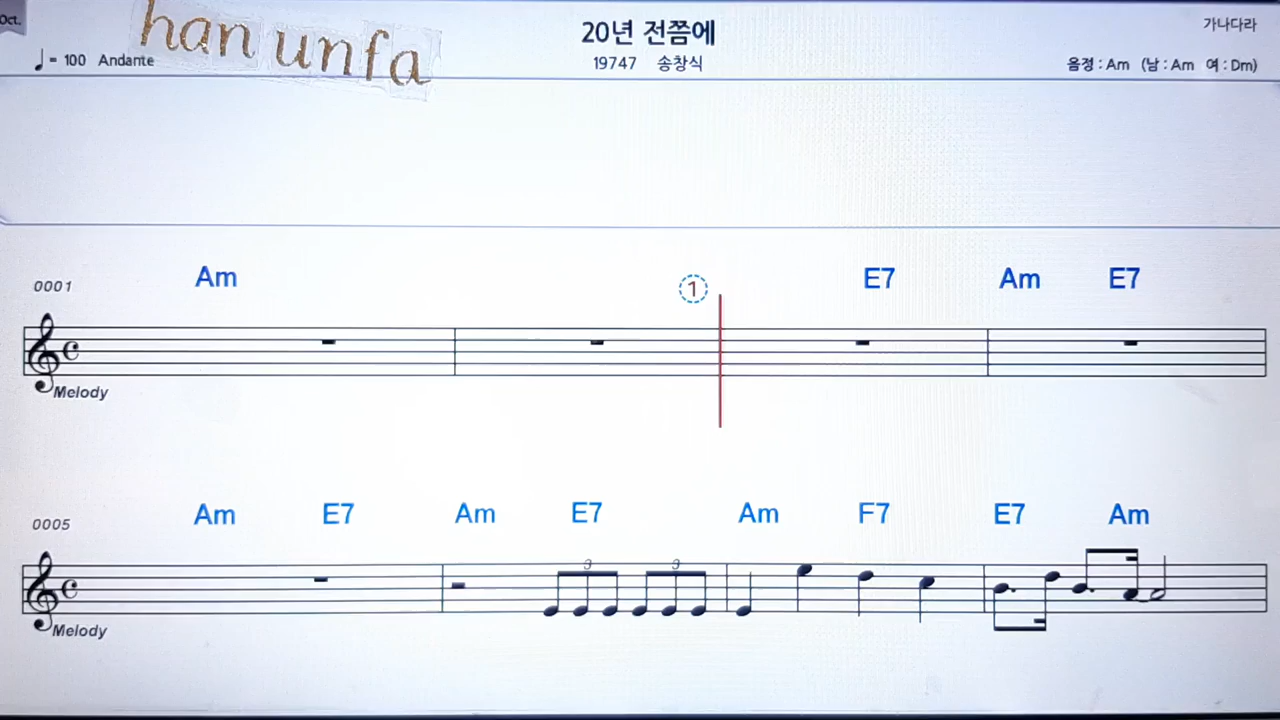 Oct.
han unfa
20년 전쯤에
가나다라
♩= 100 Andante
19747 송창식
음정 : Am (남 : Am 여 : Dm)
1
0001 Am E7 Am E7
Melody
0005 Am E7 Am E7 Am F7 E7 Am
3 3
Melody